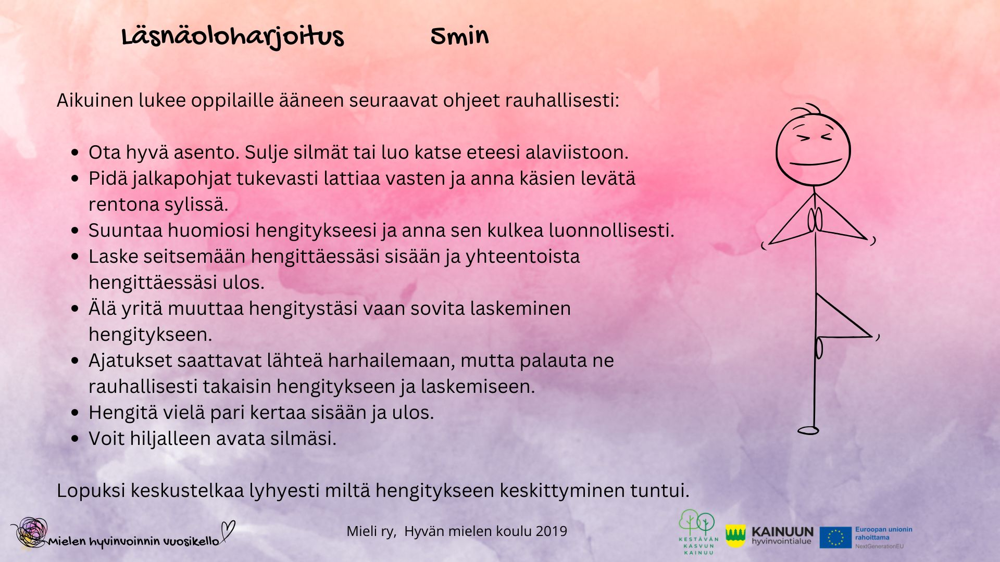 Läsnäoloharjoitus 5min
Aikuinen lukee oppilaille ääneen seuraavat ohjeet rauhallisesti:
• Ota hyvä asento. Sulje silmät tai luo katse eteesi alaviistoon.
• Pidä jalkapohjat tukevasti lattiaa vasten ja anna käsien levätä
rentona sylissä.
• Suuntaa huomiosi hengitykseesi ja anna sen kulkea luonnollisesti.
• Laske seitsemään hengittäessäsi sisään ja yhteentoista
hengittäessäsi ulos.
• Älä yritä muuttaa hengitystäsi vaan sovita laskeminen
hengitykseen.
• Ajatukset saattavat lähteä harhailemaan, mutta palauta ne
rauhallisesti takaisin hengitykseen ja laskemiseen.
• Hengitä vielä pari kertaa sisään ja ulos.
• Voit hiljalleen avata silmäsi.
Lopuksi keskustelkaa lyhyesti miltä hengitykseen keskittyminen tuntui.
Mielen hyvinvoinnin vuosikello
Mieli ry, Hyvän mielen koulu 2019
KESTÄVÄN
KASVUN
KAINUU
KAINUUN
hyvinvointialue
Euroopan unionin
rahoittama
NextGenerationEU